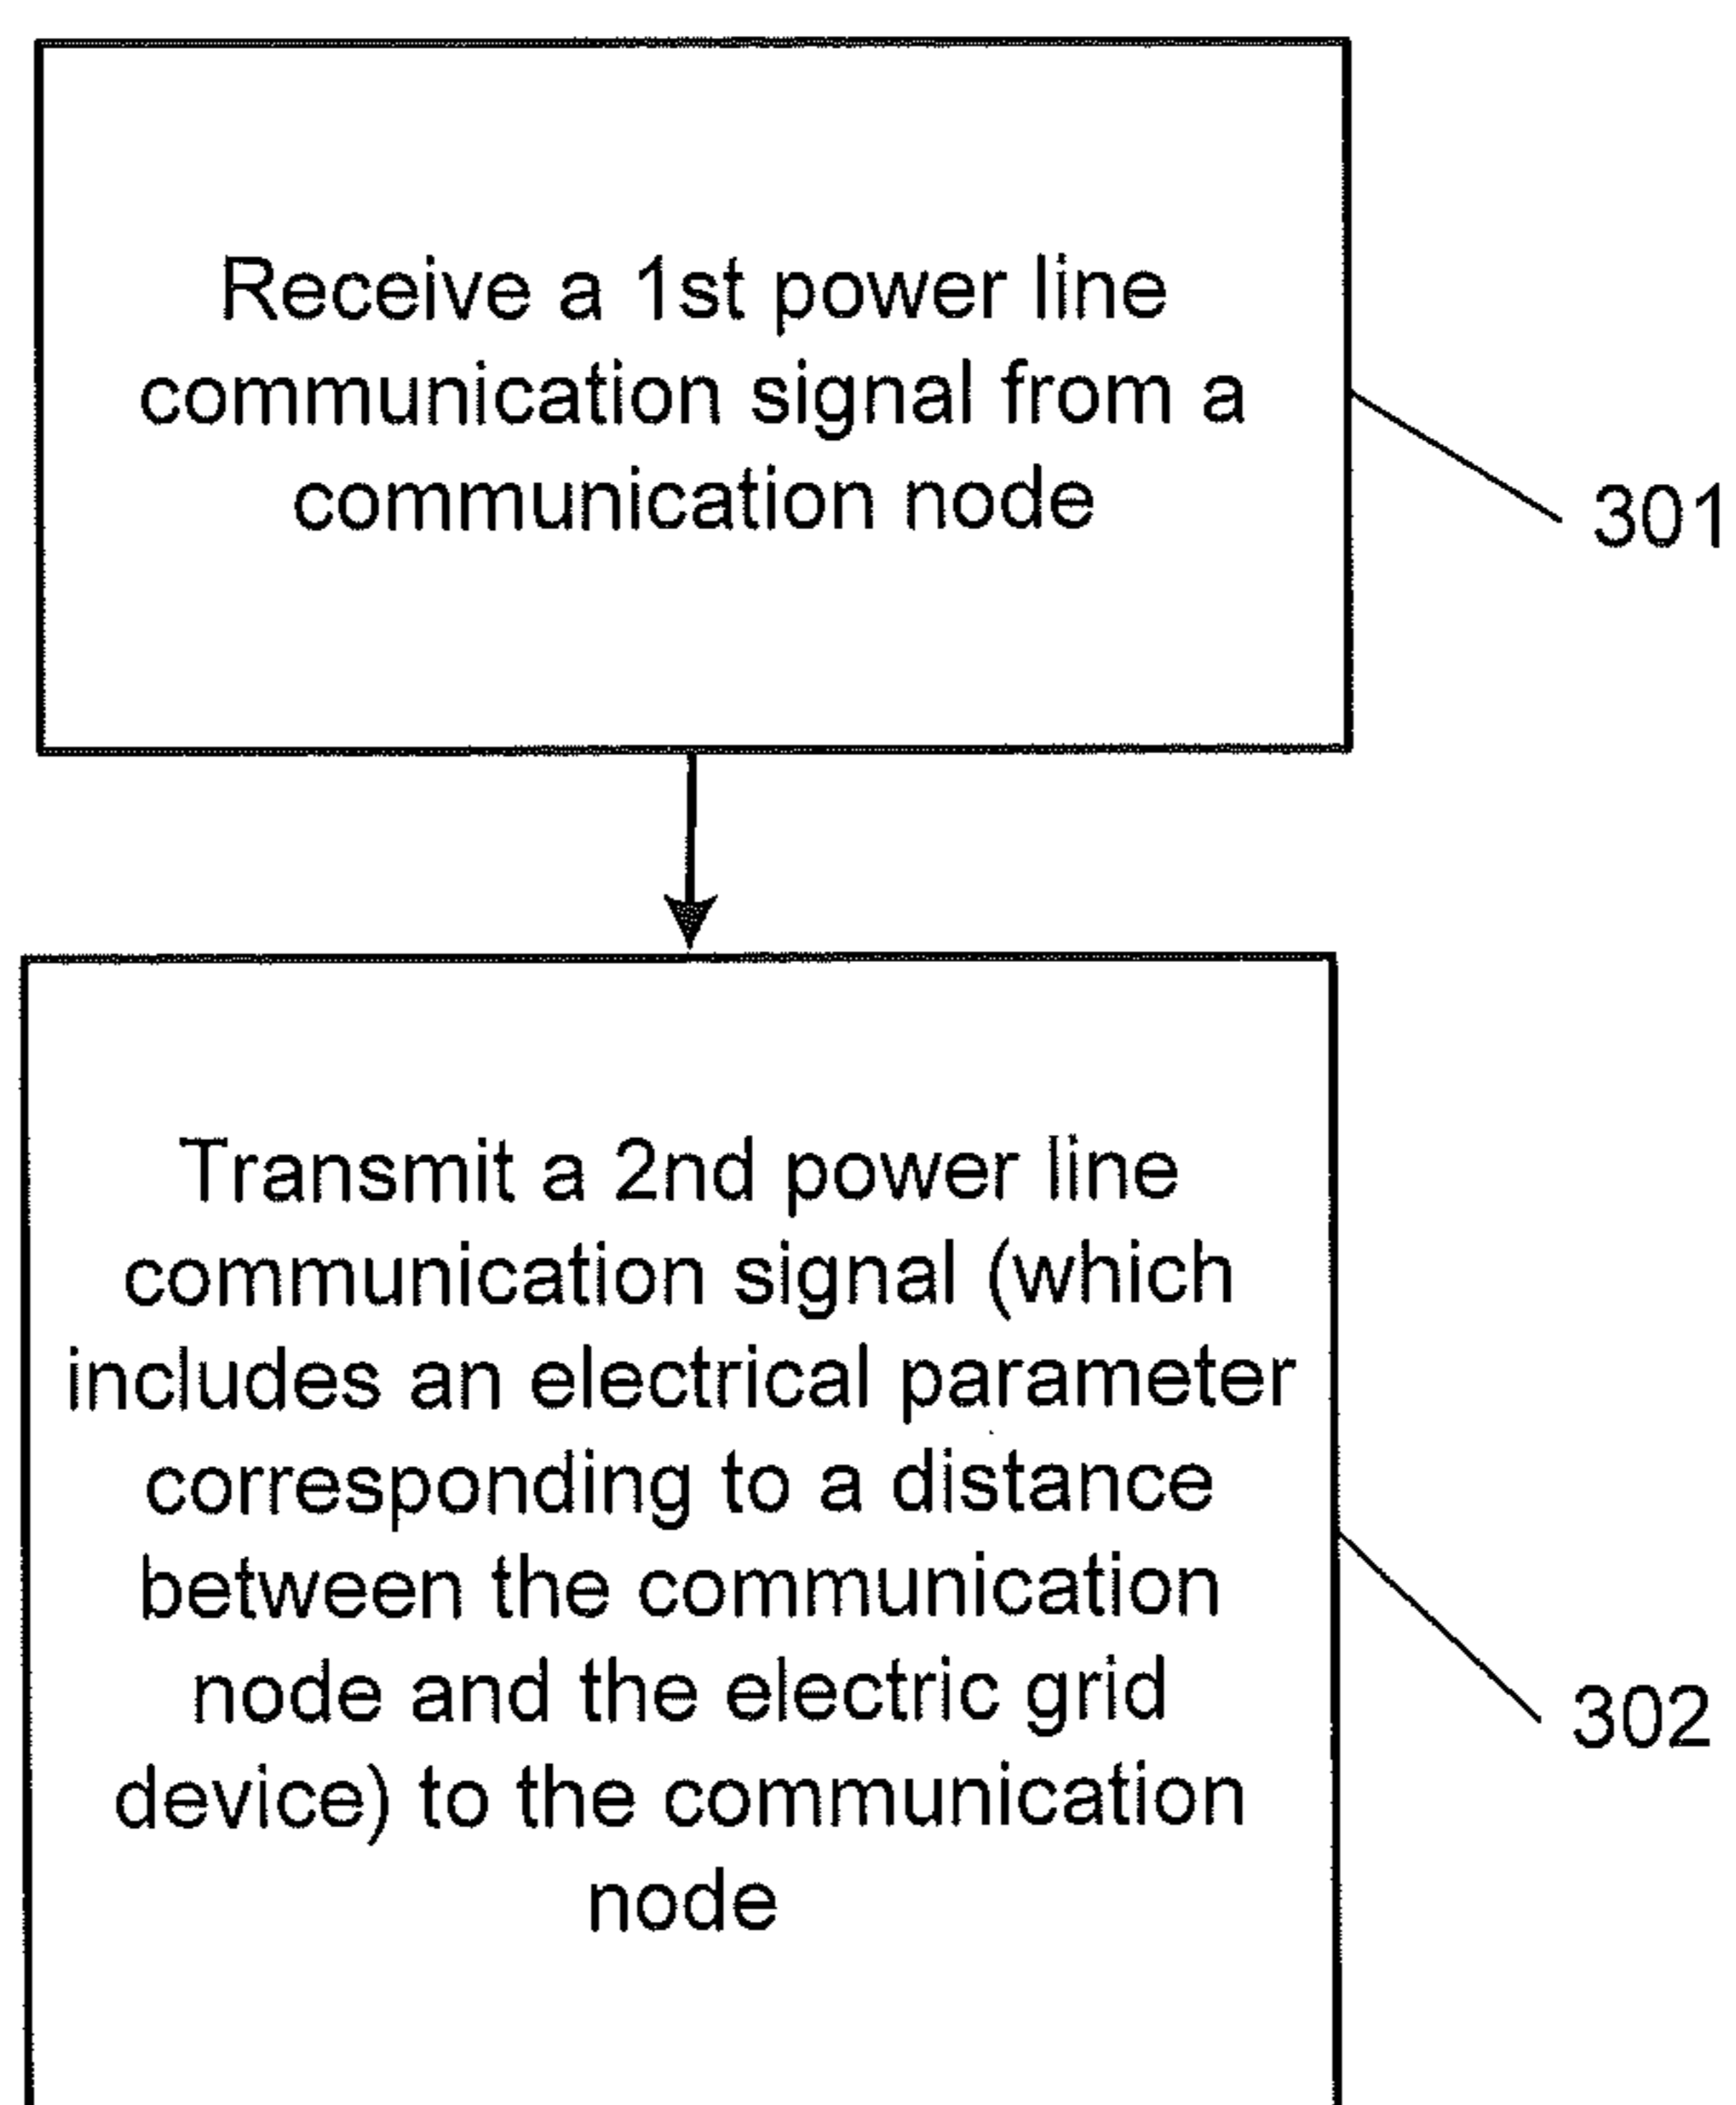 Receive a 1st power line
communication signal from a
communication node
301
Transmit a 2nd power line
communication signal (which
includes an electrical parameter
corresponding to a distance
between the communication
node and the electric grid
device) to the communication
node
302